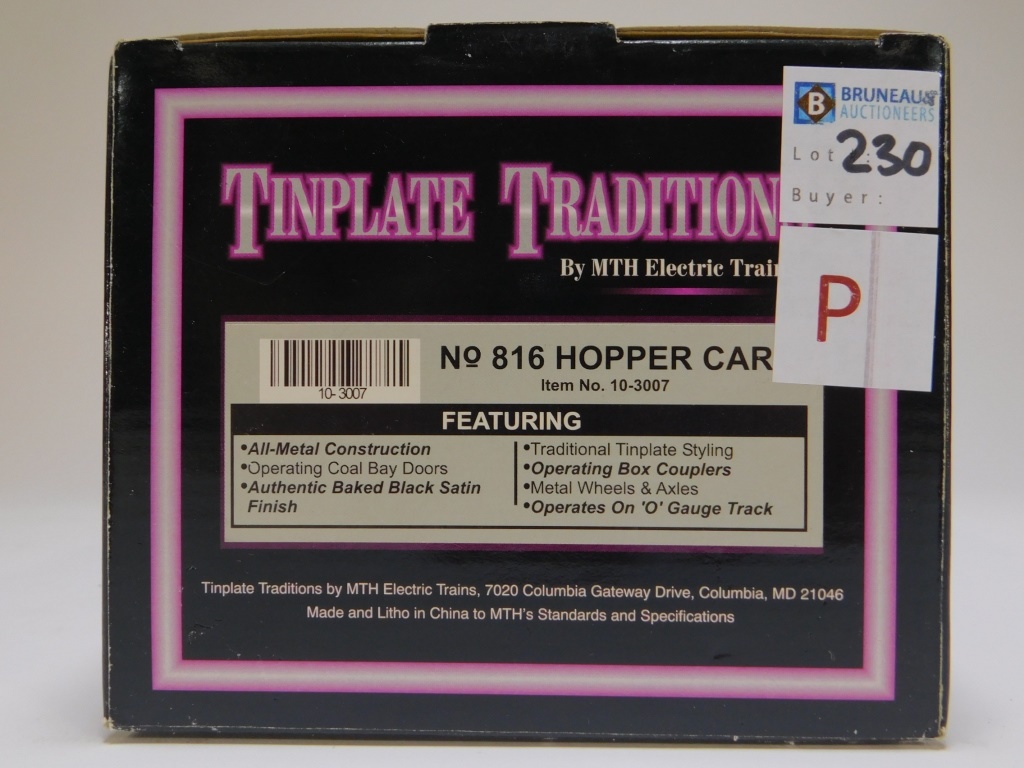 B BRUNEAU & CO.
AUCTIONEERS
Lot 230
Buyer:
P
TINPLATE TRADITION
By MTH Electric Train
10-3007
Nº 816 HOPPER CAR
Item No. 10-3007
FEATURING
•All-Metal Construction
•Operating Coal Bay Doors
•Authentic Baked Black Satin
Finish
•Traditional Tinplate Styling
•Operating Box Couplers
•Metal Wheels & Axles
•Operates On 'O' Gauge Track
Tinplate Traditions by MTH Electric Trains, 7020 Columbia Gateway Drive, Columbia, MD 21046
Made and Litho in China to MTH's Standards and Specifications